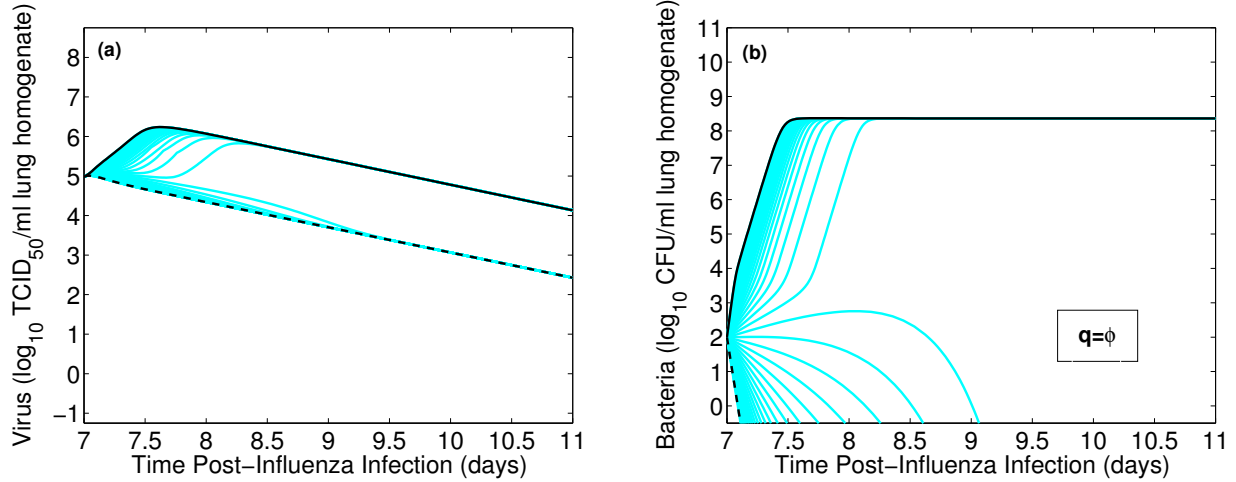 (a)
Virus (log10 TCID50/ml lung homogenate)
8
7
6
5
4
3
2
1
0
−1
7 7.5 8 8.5 9 9.5 10 10.5 11
Time Post−Influenza Infection (days)
(b)
Bacteria (log10 CFU/ml lung homogenate)
11
10
9
8
7
6
5
4
3
2
1
0
q=ϕ
7 7.5 8 8.5 9 9.5 10 10.5 11
Time Post−Influenza Infection (days)